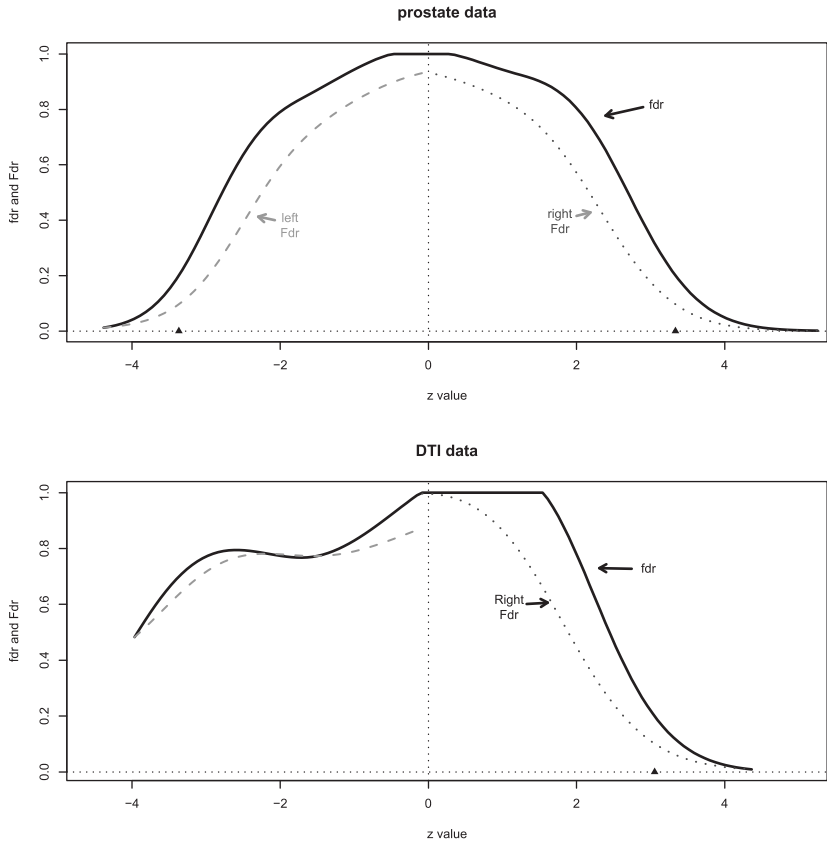 prostate data
fdr and Fdr
1.0
0.8
0.6
0.4
0.2
0.0
fdr
left
Fdr
right
Fdr
−4 −2 0 2 4
z value
DTI data
fdr and Fdr
1.0
0.8
0.6
0.4
0.2
0.0
fdr
Right
Fdr
−4 −2 0 2 4
z value